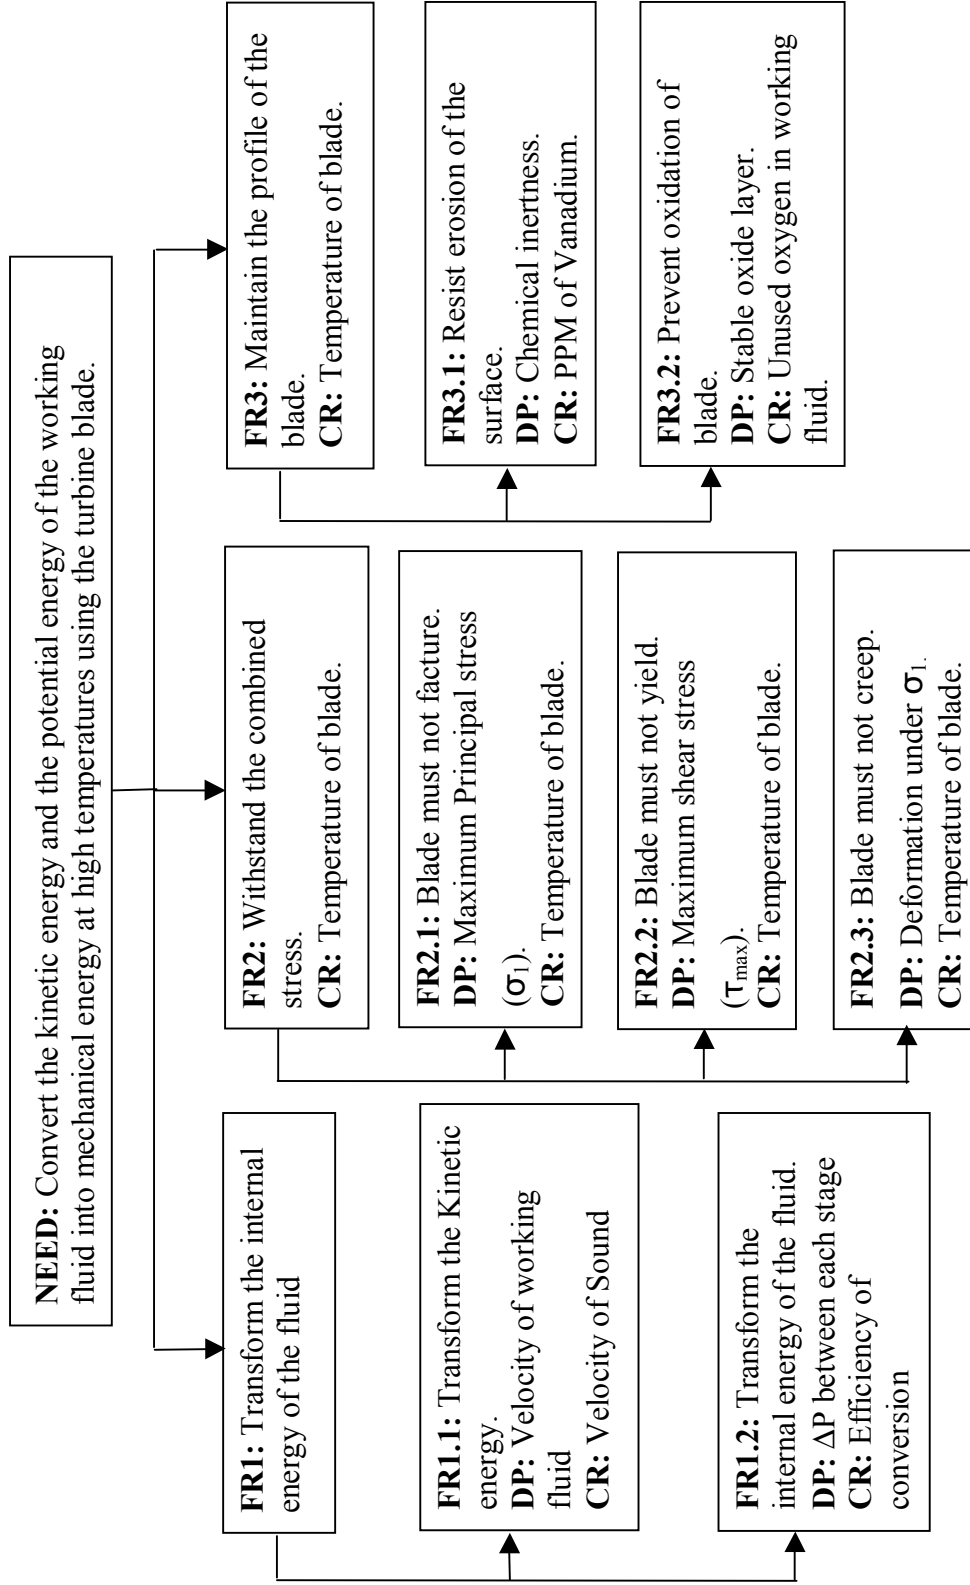 NEED: Convert the kinetic energy and the potential energy of the working
fluid into mechanical energy at high temperatures using the turbine blade.
FR1: Transform the internal
energy of the fluid
FR1.1: Transform the Kinetic
energy.
DP: Velocity of working
fluid
CR: Velocity of Sound
FR1.2: Transform the
internal energy of the fluid.
DP: ΔP between each stage
CR: Efficiency of
conversion
FR2: Withstand the combined
stress.
CR: Temperature of blade.
FR2.1: Blade must not facture.
DP: Maximum Principal stress
(σ₁).
CR: Temperature of blade.
FR2.2: Blade must not yield.
DP: Maximum shear stress
(τmax).
CR: Temperature of blade.
FR2.3: Blade must not creep.
DP: Deformation under σ₁.
CR: Temperature of blade.
FR3: Maintain the profile of the
blade.
CR: Temperature of blade.
FR3.1: Resist erosion of the
surface.
DP: Chemical inertness.
CR: PPM of Vanadium.
FR3.2: Prevent oxidation of
blade.
DP: Stable oxide layer.
CR: Unused oxygen in working
fluid.